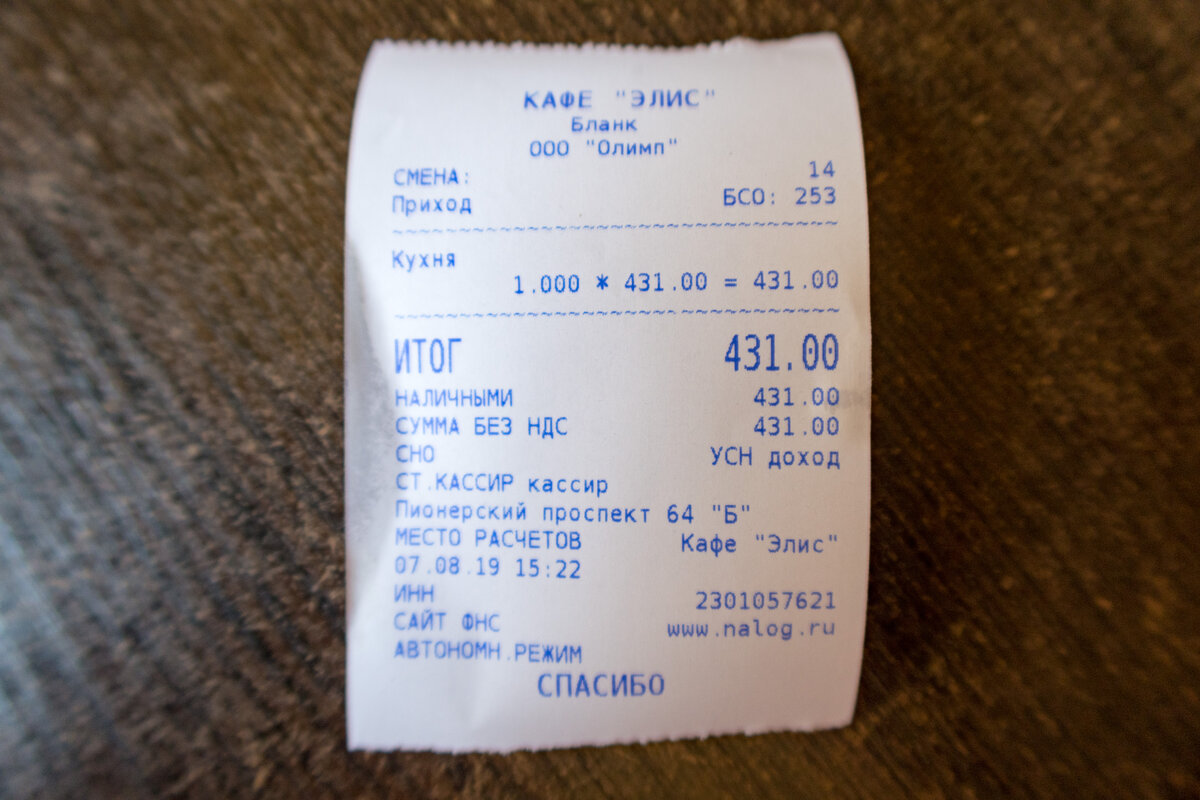 КАФЕ "ЭЛИС"
Бланк
ООО "Олимп"
СМЕНА: 14
Приход БСО: 253
~~~~~~~~~~~~~~~~~~~~~~~~~~~~~~~~~~
Кухня
1.000 * 431.00 = 431.00
~~~~~~~~~~~~~~~~~~~~~~~~~~~~~~~~~~
ИТОГ 431.00
НАЛИЧНЫМИ 431.00
СУММА БЕЗ НДС 431.00
СНО УСН доход
СТ.КАССИР кассир
Пионерский проспект 64 "Б"
МЕСТО РАСЧЕТОВ Кафе "Элис"
07.08.19 15:22
ИНН 2301057621
САЙТ ФНС www.nalog.ru
АВТОНОМН.РЕЖИМ
СПАСИБО